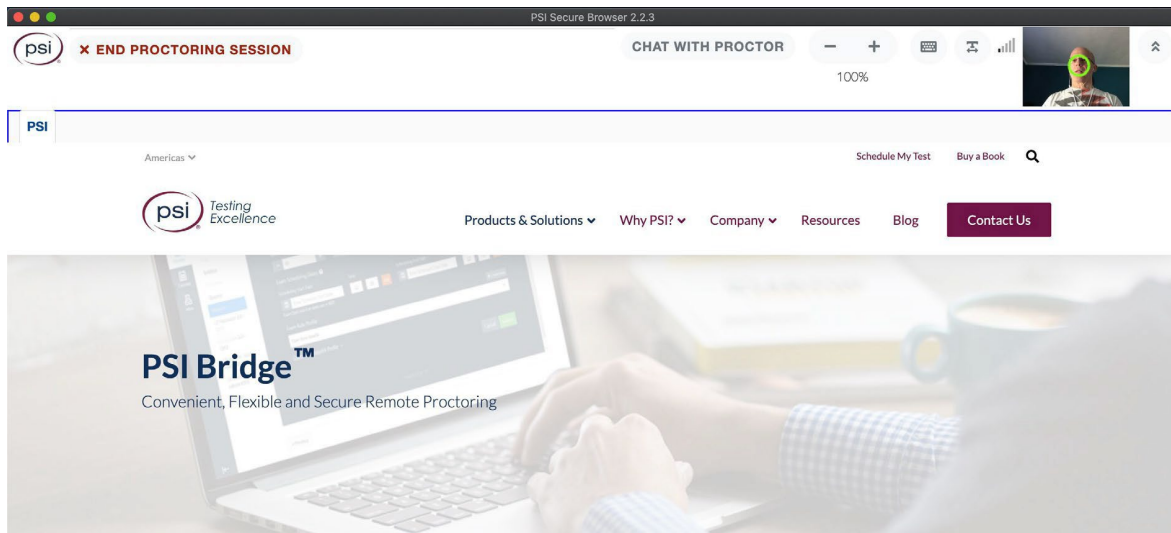 PSI Secure Browser 2.2.3
psi
× END PROCTORING SESSION
CHAT WITH PROCTOR
− +
100%
PSI
Americas
Schedule My Test
Buy a Book
psi Testing
Excellence
Products & Solutions
Why PSI?
Company
Resources
Blog
Contact Us
PSI Bridge™
Convenient, Flexible and Secure Remote Proctoring